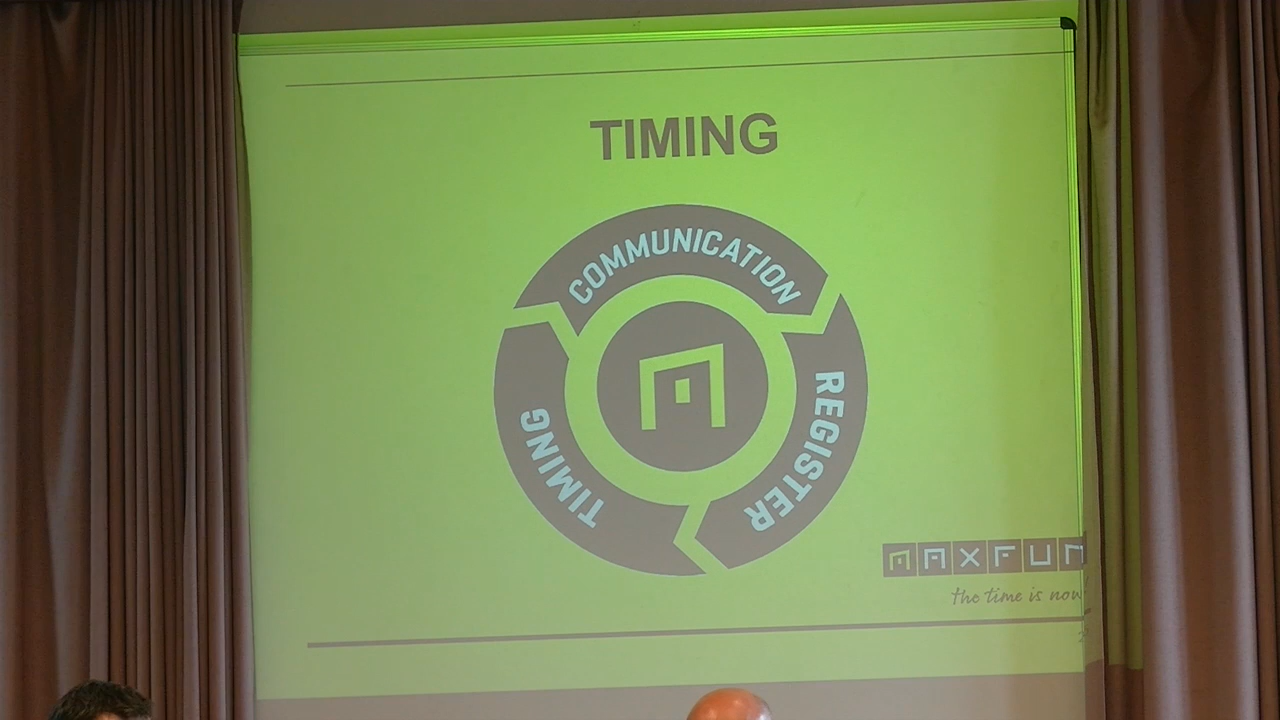 TIMING
COMMUNICATION
REGISTER
TIMING
MAXFUN
the time is now